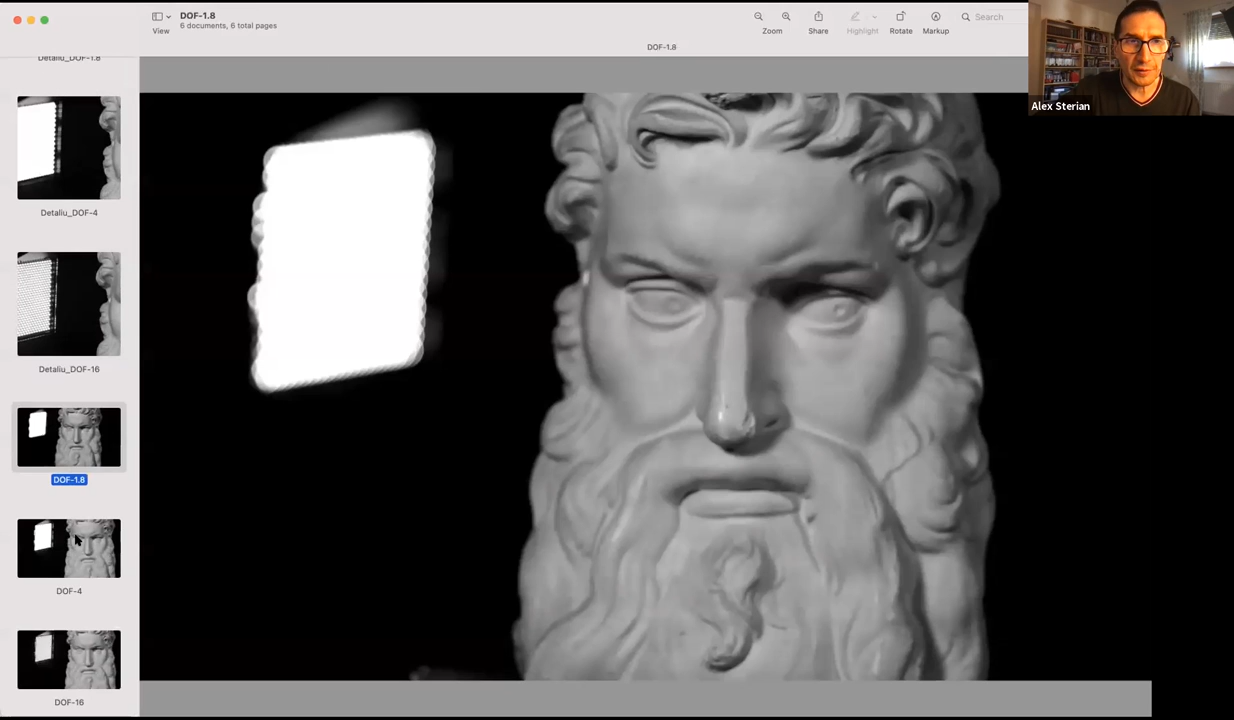 DOF-1.8
6 documents, 6 total pages
View
Zoom
Share
Highlight
Rotate
Markup
Search
DOF-1.8
Alex Sterian
Detaliu_DOF-1.8
Detaliu_DOF-4
Detaliu_DOF-16
DOF-1.8
DOF-4
DOF-16